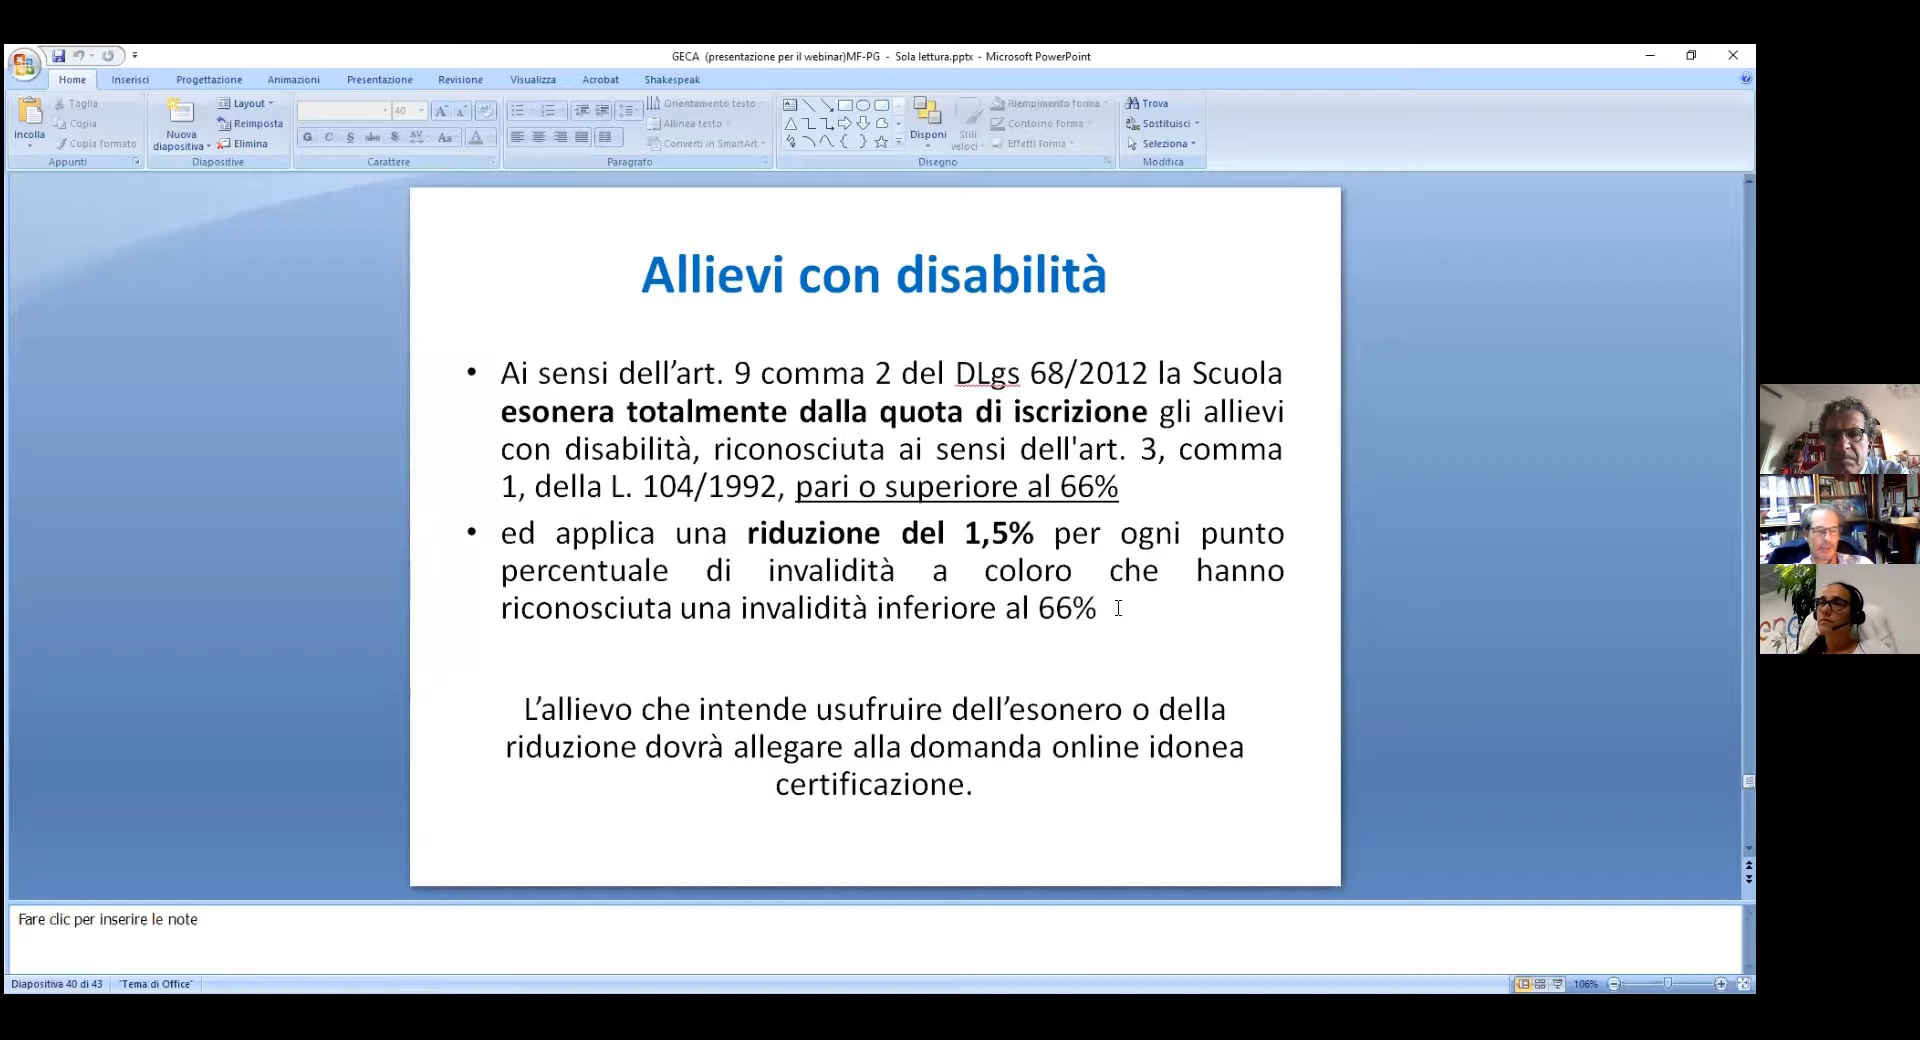 GECA (presentazione per il webinar)MF-PG - Sola lettura.pptx - Microsoft PowerPoint
Home Inserisci Progettazione Animazioni Presentazione Revisione Visualizza Acrobat Shakespeak
Incolla
Taglia
Copia
Copia formato
Appunti
Nuova
diapositiva
Layout
Reimposta
Elimina
Diapositive
40
G C S abc S AV Aa A
Carattere
Orientamento testo
Allinea testo
Converti in SmartArt
Paragrafo
Disponi
Stili
veloci
Riempimento forma
Contorno forma
Effetti forma
Disegno
Trova
Sostituisci
Seleziona
Modifica
Allievi con disabilità
• Ai sensi dell’art. 9 comma 2 del DLgs 68/2012 la Scuola
esonera totalmente dalla quota di iscrizione gli allievi
con disabilità, riconosciuta ai sensi dell'art. 3, comma
1, della L. 104/1992, pari o superiore al 66%
• ed applica una riduzione del 1,5% per ogni punto
percentuale di invalidità a coloro che hanno
riconosciuta una invalidità inferiore al 66%
L’allievo che intende usufruire dell’esonero o della
riduzione dovrà allegare alla domanda online idonea
certificazione.
Fare clic per inserire le note
Diapositiva 40 di 43 "Tema di Office" 106%